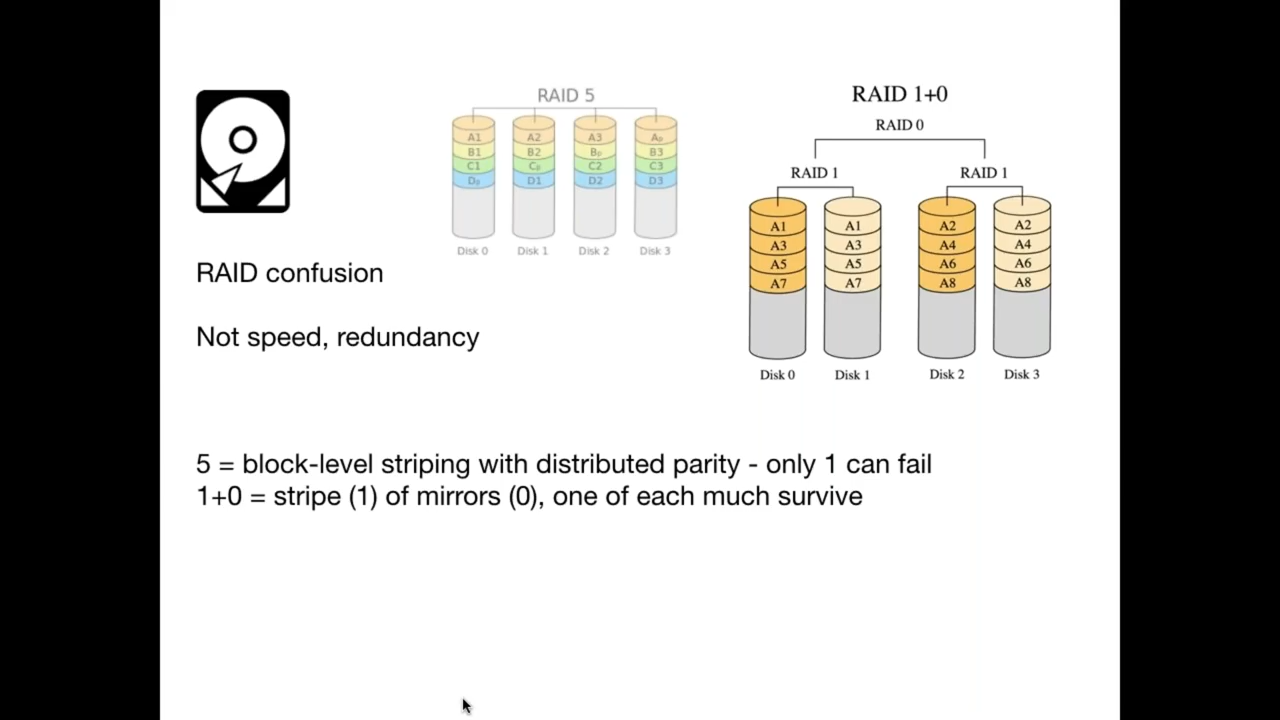 RAID 5
A1 A2 A3 Ap
B1 B2 Bp B3
C1 Cp C2 C3
Dp D1 D2 D3
Disk 0 Disk 1 Disk 2 Disk 3
RAID 1+0
RAID 0
RAID 1 RAID 1
A1 A1 A2 A2
A3 A3 A4 A4
A5 A5 A6 A6
A7 A7 A8 A8
Disk 0 Disk 1 Disk 2 Disk 3
RAID confusion
Not speed, redundancy
5 = block-level striping with distributed parity - only 1 can fail
1+0 = stripe (1) of mirrors (0), one of each much survive